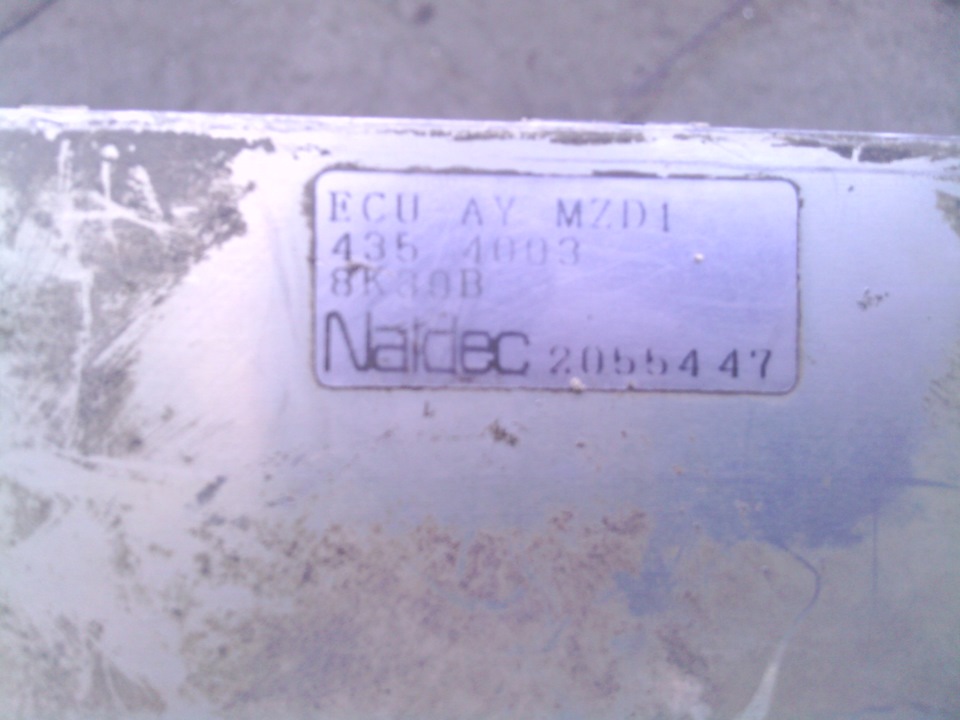 ECU AY MZD1
435 4003
8K30B
Naldec 2055447